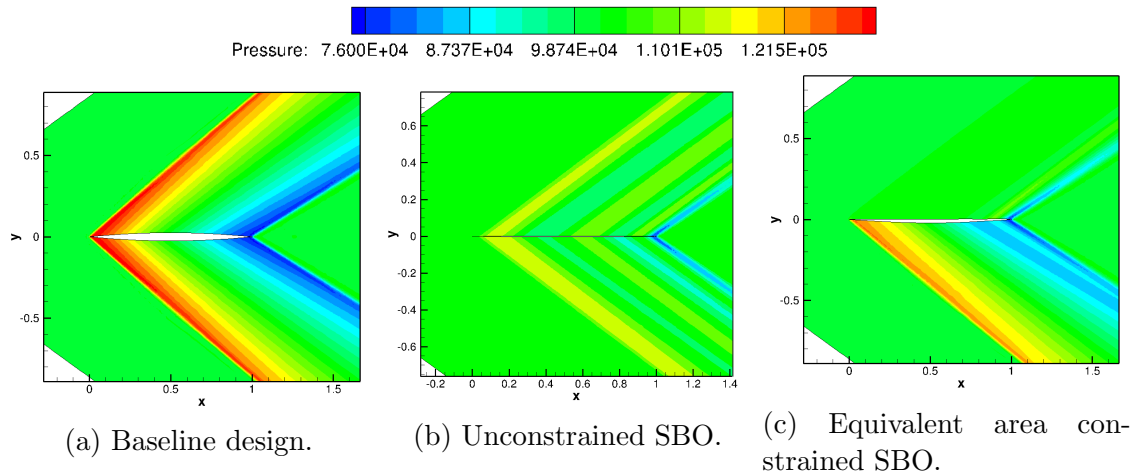 Pressure: 7.600E+04 8.737E+04 9.874E+04 1.101E+05 1.215E+05
y
0.5
0
-0.5
0 0.5 1 1.5
x
(a) Baseline design.
y
0.6
0.4
0.2
0
-0.2
-0.4
-0.6
-0.2 0 0.2 0.4 0.6 0.8 1 1.2 1.4
x
(b) Unconstrained SBO.
y
0.5
0
-0.5
0 0.5 1 1.5
x
(c) Equivalent area con-
strained SBO.